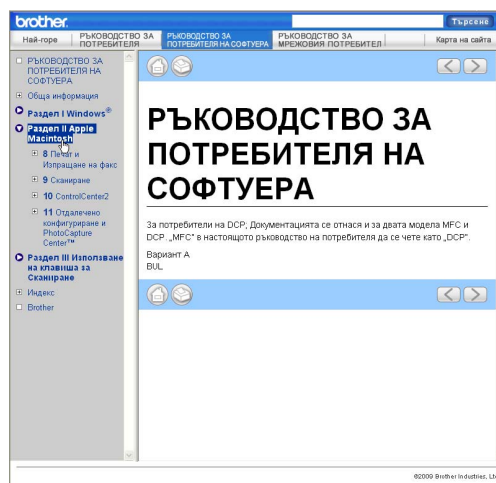 brother.
Търсене
Най-горе
РЪКОВОДСТВО ЗА
ПОТРЕБИТЕЛЯ
РЪКОВОДСТВО ЗА
ПОТРЕБИТЕЛЯ НА СОФТУЕРА
РЪКОВОДСТВО ЗА
МРЕЖОВИЯ ПОТРЕБИТЕЛ
Карта на сайта
РЪКОВОДСТВО ЗА
ПОТРЕБИТЕЛЯ НА
СОФТУЕРА
Обща информация
Раздел I Windows®
Раздел II Apple
Macintosh
8 Печат и
Изпращане на факс
9 Сканиране
10 ControlCenter2
11 Отдалечено
конфигуриране и
PhotoCapture
Center™
Раздел III Използване
на клавиша за
Сканиране
Индекс
Brother
РЪКОВОДСТВО ЗА
ПОТРЕБИТЕЛЯ НА
СОФТУЕРА
За потребители на DCP; Документацията се отнася и за двата модела MFC и
DCP. „MFC" в настоящото ръководство на потребителя да се чете като „DCP".
Вариант A
BUL
©2009 Brother Industries, Lt